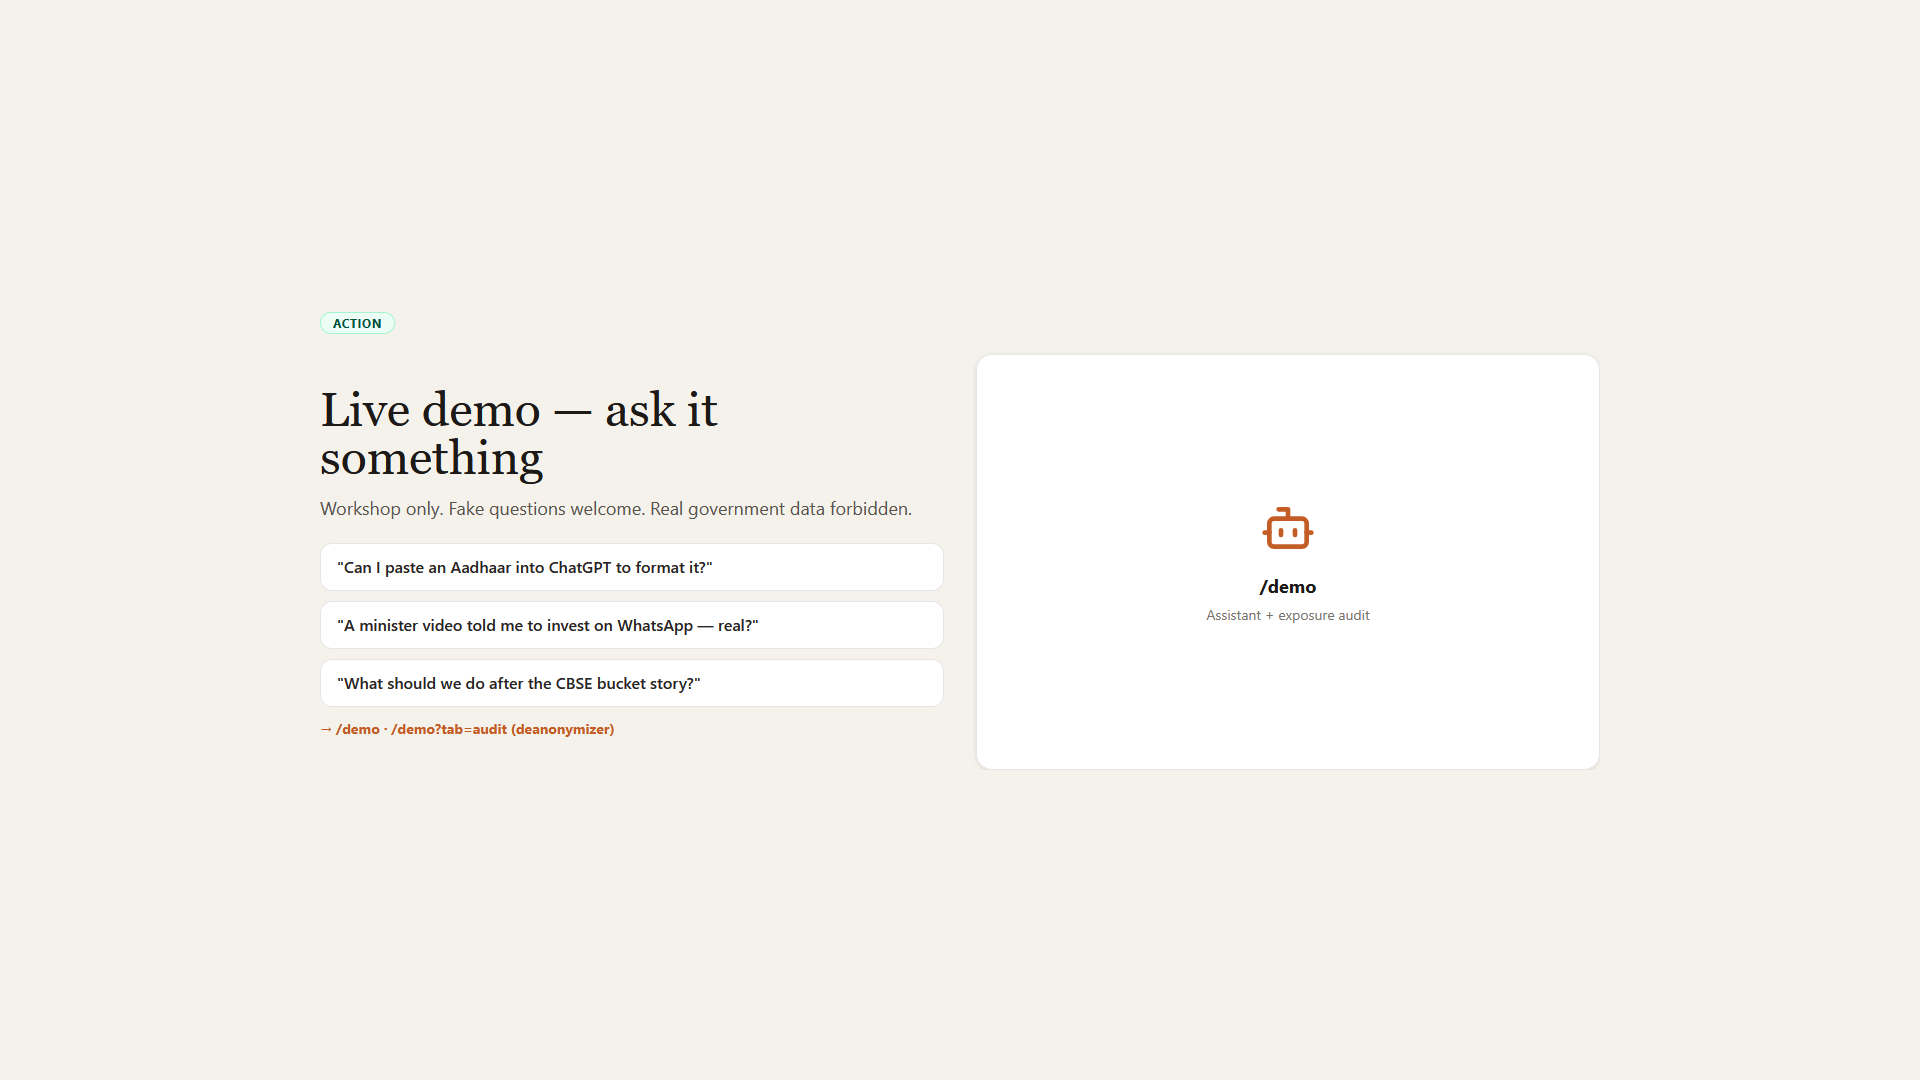 ACTION
Live demo — ask it
something
Workshop only. Fake questions welcome. Real government data forbidden.
"Can I paste an Aadhaar into ChatGPT to format it?"
"A minister video told me to invest on WhatsApp — real?"
"What should we do after the CBSE bucket story?"
→ /demo · /demo?tab=audit (deanonymizer)
/demo
Assistant + exposure audit